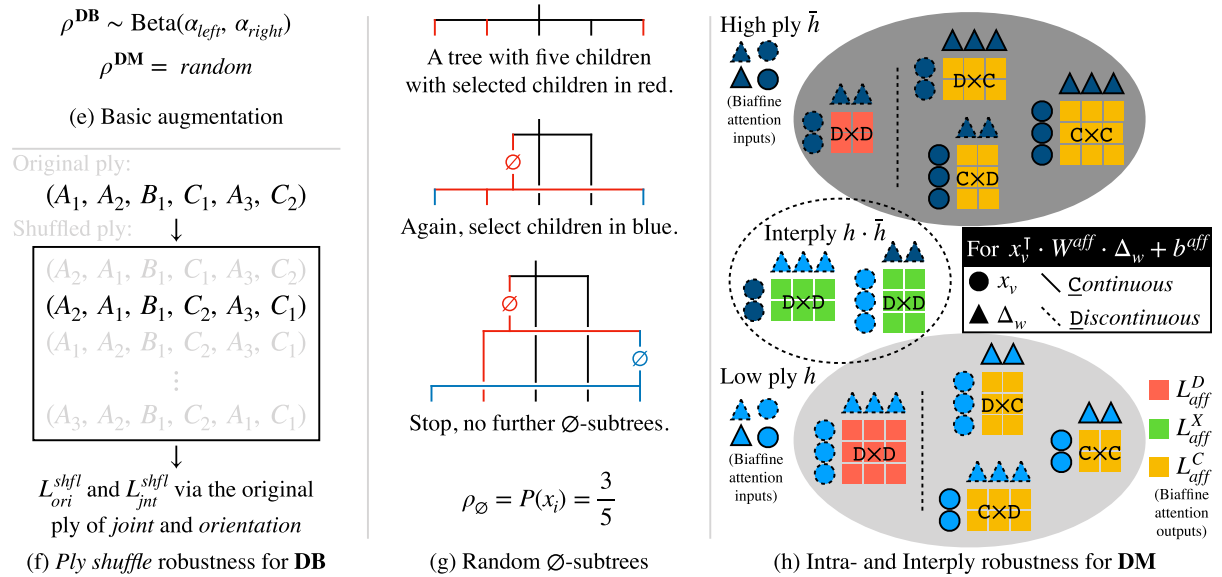 ρ^DB ∼ Beta(α_left, α_right)
ρ^DM = random
(e) Basic augmentation
Original ply:
(A₁, A₂, B₁, C₁, A₃, C₂)
Shuffled ply:
(A₂, A₁, B₁, C₁, A₃, C₂)
(A₂, A₁, B₁, C₂, A₃, C₁)
(A₁, A₂, B₁, C₂, A₃, C₁)
⋮
(A₃, A₂, B₁, C₂, A₁, C₁)
L_ori^shfl and L_jnt^shfl via the original
ply of joint and orientation
(f) Ply shuffle robustness for DB
A tree with five children
with selected children in red.
∅
Again, select children in blue.
∅
∅
Stop, no further ∅-subtrees.
ρ_∅ = P(x_i) = 3/5
(g) Random ∅-subtrees
High ply h̄
(Biaffine
attention
inputs)
D×D
D×C
C×D
C×C
Interply h · h̄
D×D
D×D
For x_v^⊺ · W^aff · Δ_w + b^aff
x_v
Continuous
Δ_w
Discontinuous
Low ply h
(Biaffine
attention
inputs)
D×D
D×C
C×D
C×C
L_aff^D
L_aff^X
L_aff^C
(Biaffine
attention
outputs)
(h) Intra- and Interply robustness for DM